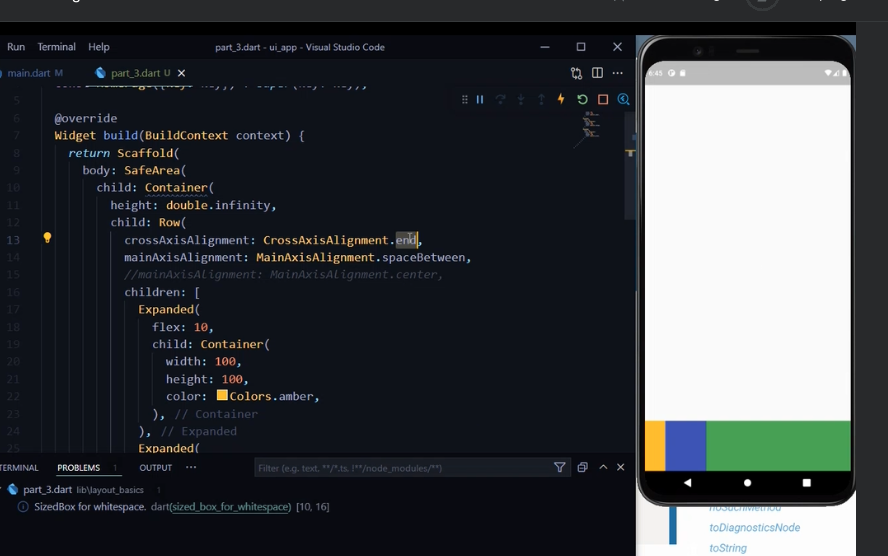 Run Terminal Help part_3.dart - ui_app - Visual Studio Code
main.dart M part_3.dart U
5
6 @override
7 Widget build(BuildContext context) {
8 return Scaffold(
9 body: SafeArea(
10 child: Container(
11 height: double.infinity,
12 child: Row(
13 crossAxisAlignment: CrossAxisAlignment.end,
14 mainAxisAlignment: MainAxisAlignment.spaceBetween,
15 //mainAxisAlignment: MainAxisAlignment.center,
16 children: [
17 Expanded(
18 flex: 10,
19 child: Container(
20 width: 100,
21 height: 100,
22 color: Colors.amber,
23 ), // Container
24 ), // Expanded
25 Expanded(
TERMINAL PROBLEMS 1 OUTPUT ... Filter (e.g. text, **/*.ts, !**/node_modules/**)
part_3.dart lib\layout_basics 1
SizedBox for whitespace. dart(sized_box_for_whitespace) [10, 16]
6:45
noSuchMethod
toDiagnosticsNode
toString